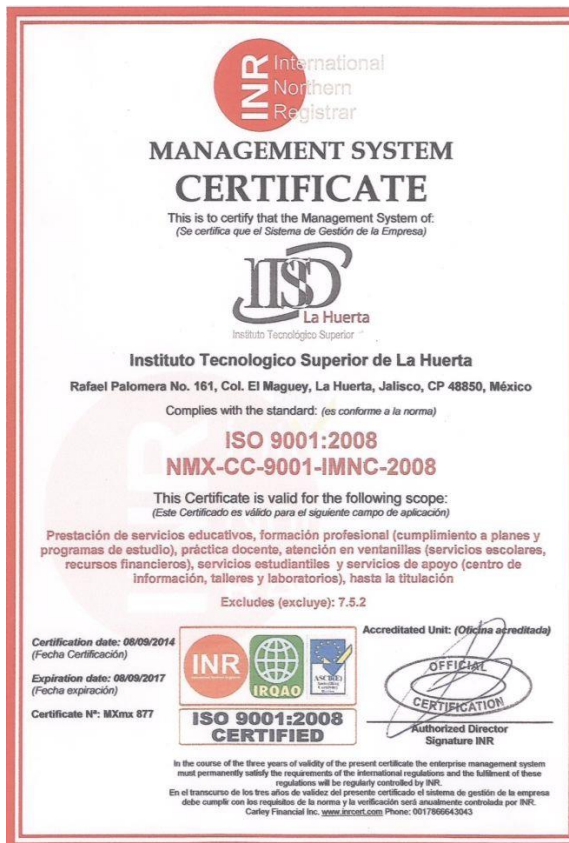 INR International
Northern
Registrar
MANAGEMENT SYSTEM
CERTIFICATE
This is to certify that the Management System of:
(Se certifica que el Sistema de Gestión de la Empresa)
ITS
La Huerta
Instituto Tecnológico Superior
Instituto Tecnologico Superior de La Huerta
Rafael Palomera No. 161, Col. El Maguey, La Huerta, Jalisco, CP 48850, México
Complies with the standard: (es conforme a la norma)
ISO 9001:2008
NMX-CC-9001-IMNC-2008
This Certificate is valid for the following scope:
(Este Certificado es válido para el siguiente campo de aplicación)
Prestación de servicios educativos, formación profesional (cumplimiento a planes y
programas de estudio), práctica docente, atención en ventanillas (servicios escolares,
recursos financieros), servicios estudiantiles y servicios de apoyo (centro de
información, talleres y laboratorios), hasta la titulación
Excludes (excluye): 7.5.2
Certification date: 08/09/2014
(Fecha Certificación)
Expiration date: 08/09/2017
(Fecha expiración)
Certificate Nº: MXmx 877
INR
IRQAO
ASCB(E)
ISO 9001:2008
CERTIFIED
Accreditated Unit: (Oficina acreditada)
OFFICIAL
CERTIFICATION
Authorized Director
Signature INR
In the course of the three years of validity of the present certificate the enterprise management system
must permanently satisfy the requirements of the international regulations and the fulfilment of these
regulations will be regularly controlled by INR.
En el transcurso de los tres años de validez del presente certificado el sistema de gestión de la empresa
debe cumplir con los requisitos de la norma y la verificación será anualmente controlada por INR.
Carley Financial Inc. www.inrcert.com Phone: 0017866643043